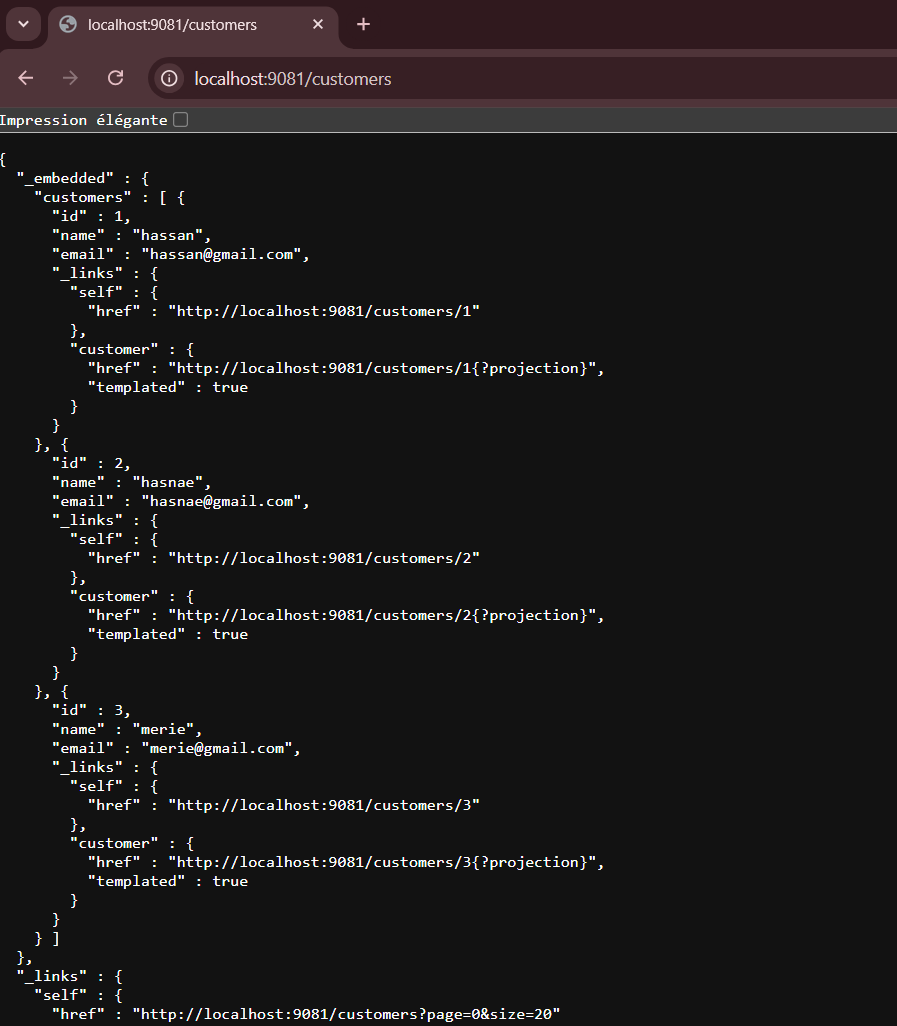 localhost:9081/customers
localhost:9081/customers
Impression élégante
{
  "_embedded" : {
    "customers" : [ {
      "id" : 1,
      "name" : "hassan",
      "email" : "hassan@gmail.com",
      "_links" : {
        "self" : {
          "href" : "http://localhost:9081/customers/1"
        },
        "customer" : {
          "href" : "http://localhost:9081/customers/1{?projection}",
          "templated" : true
        }
      }
    }, {
      "id" : 2,
      "name" : "hasnae",
      "email" : "hasnae@gmail.com",
      "_links" : {
        "self" : {
          "href" : "http://localhost:9081/customers/2"
        },
        "customer" : {
          "href" : "http://localhost:9081/customers/2{?projection}",
          "templated" : true
        }
      }
    }, {
      "id" : 3,
      "name" : "merie",
      "email" : "merie@gmail.com",
      "_links" : {
        "self" : {
          "href" : "http://localhost:9081/customers/3"
        },
        "customer" : {
          "href" : "http://localhost:9081/customers/3{?projection}",
          "templated" : true
        }
      }
    } ]
  },
  "_links" : {
    "self" : {
      "href" : "http://localhost:9081/customers?page=0&size=20"